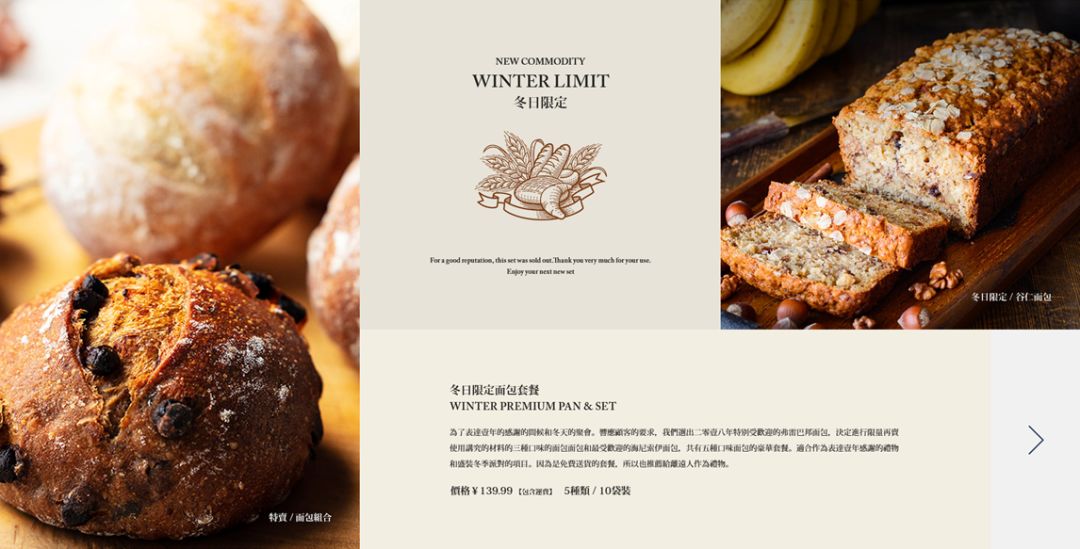 NEW COMMODITY
WINTER LIMIT
冬日限定
For a good reputation, this set was sold out.Thank you very much for your use.
Enjoy your next new set
冬日限定 / 谷仁面包
冬日限定面包套餐
WINTER PREMIUM PAN & SET
為了表達壹年的感謝的問候和冬天的聚會。響應顧客的要求，我們選出二零壹八年特別受歡迎的弗雷巴邦面包，決定進行限量再賣
使用講究的材料的三種口味的面包面包和最受歡迎的海尼索伊面包，共有五種口味面包的豪華套餐。適合作為表達壹年感謝的禮物
和盛裝冬季派對的項目。因為是免費送貨的套餐，所以也推薦給離遠人作為禮物。
價格 ¥ 139.99 【包含運費】 5種類 / 10袋裝
特賣 / 面包組合